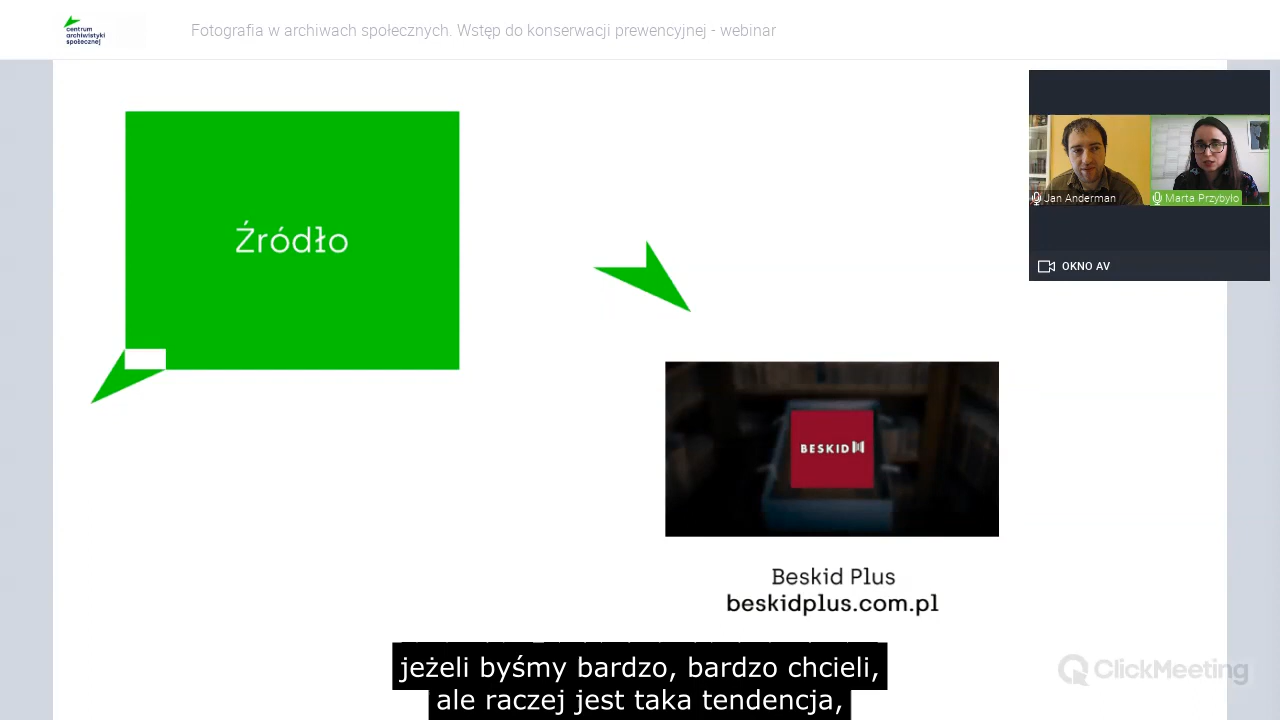 centrum
archiwistyki
społecznej
Fotografia w archiwach społecznych. Wstęp do konserwacji prewencyjnej - webinar
Źródło
Jan Anderman
Marta Przybyło
OKNO AV
BESKID
Beskid Plus
beskidplus.com.pl
jeżeli byśmy bardzo, bardzo chcieli,
ale raczej jest taka tendencja,
ClickMeeting